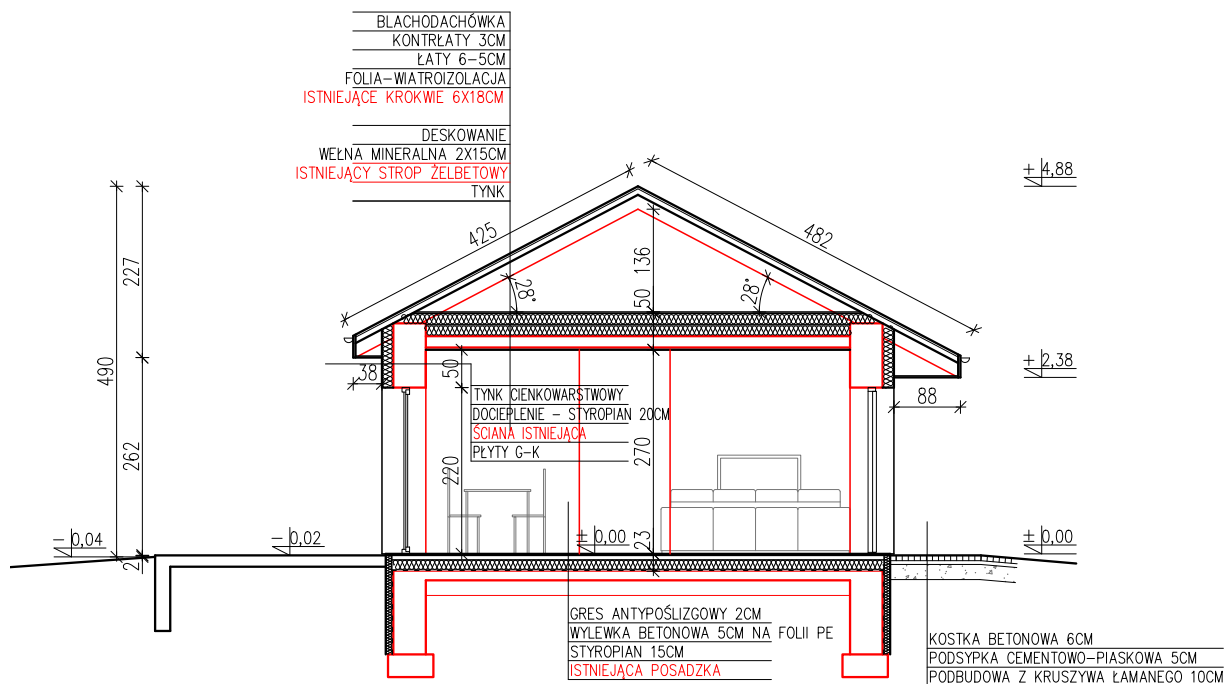 BLACHODACHÓWKA
KONTRŁATY 3CM
ŁATY 6-5CM
FOLIA-WIATROIZOLACJA
ISTNIEJĄCE KROKWIE 6X18CM
DESKOWANIE
WEŁNA MINERALNA 2X15CM
ISTNIEJĄCY STROP ŻELBETOWY
TYNK
+ 4,88
425
482
227
136
28°
28°
50
490
+ 2,38
38
50
88
TYNK CIENKOWARSTWOWY
DOCIEPLENIE - STYROPIAN 20CM
ŚCIANA ISTNIEJĄCA
PŁYTY G-K
262
220
270
- 0,04
- 0,02
± 0,00
23
± 0,00
2
GRES ANTYPOŚLIZGOWY 2CM
WYLEWKA BETONOWA 5CM NA FOLII PE
STYROPIAN 15CM
ISTNIEJĄCA POSADZKA
KOSTKA BETONOWA 6CM
PODSYPKA CEMENTOWO-PIASKOWA 5CM
PODBUDOWA Z KRUSZYWA ŁAMANEGO 10CM